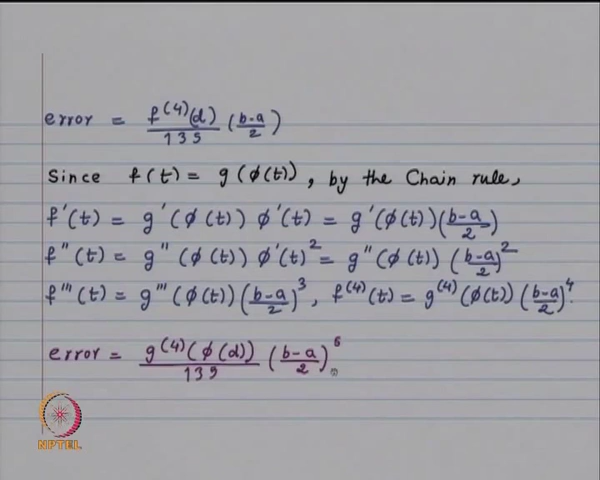 error = f^(4)(d)/135 (b-a/2)
Since f(t) = g(φ(t)), by the Chain rule,
f'(t) = g'(φ(t)) φ'(t) = g'(φ(t)) (b-a/2)
f''(t) = g''(φ(t)) φ'(t)^2 = g''(φ(t)) (b-a/2)^2
f'''(t) = g'''(φ(t)) (b-a/2)^3, f^(4)(t) = g^(4)(φ(t)) (b-a/2)^4.
error = g^(4)(φ(d))/135 (b-a/2)^5
NPTEL